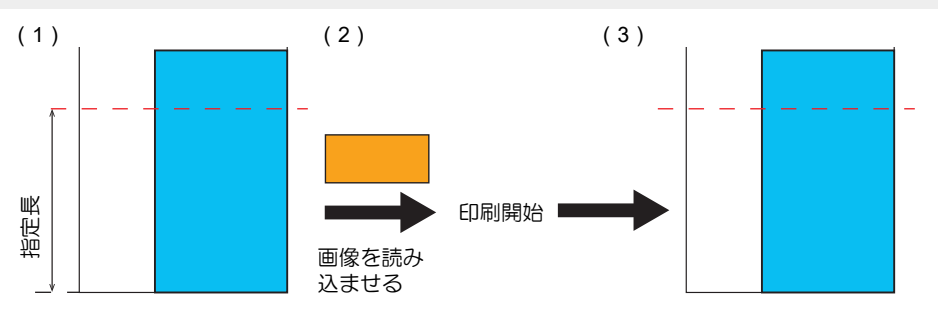 (1)
(2)
(3)
指定長
画像を読み
込ませる
印刷開始